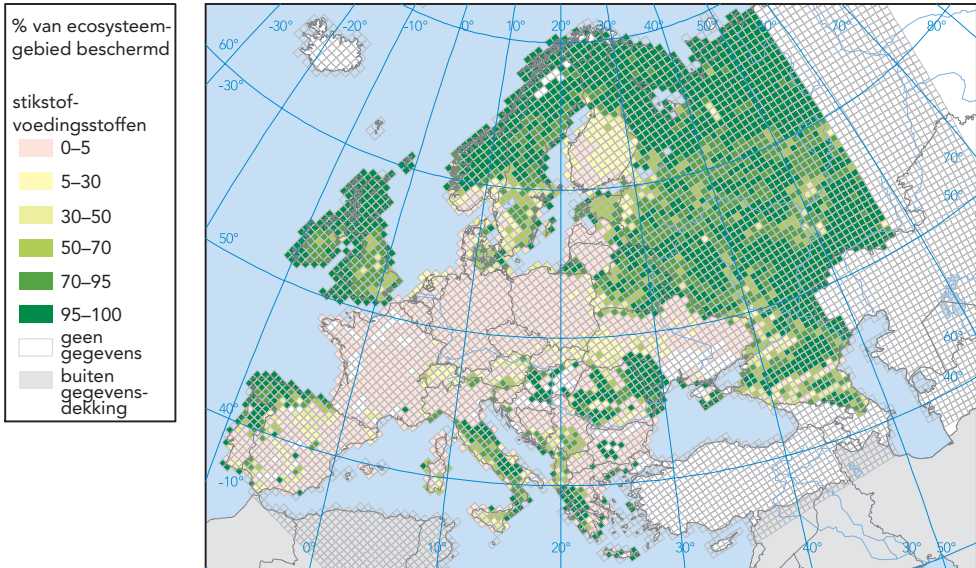 % van ecosysteem-
gebied beschermd
stikstof-
voedingsstoffen
0–5
5–30
30–50
50–70
70–95
95–100
geen
gegevens
buiten
gegevens-
dekking
-30° -20° -10° 0° 10° 20° 30° 40° 50° 60° 70° 80°
60°
-30°
70°
50°
50°
60°
40°
40°
-10°
0° 10° 20° 30° 40° 50°